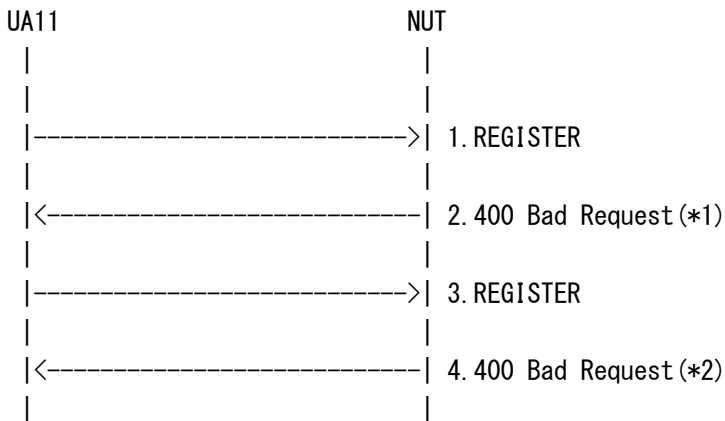 UA11 NUT
| |
| |
|---------------------------->| 1.REGISTER
| |
|<----------------------------| 2.400 Bad Request(*1)
| |
|---------------------------->| 3.REGISTER
| |
|<----------------------------| 4.400 Bad Request(*2)
| |